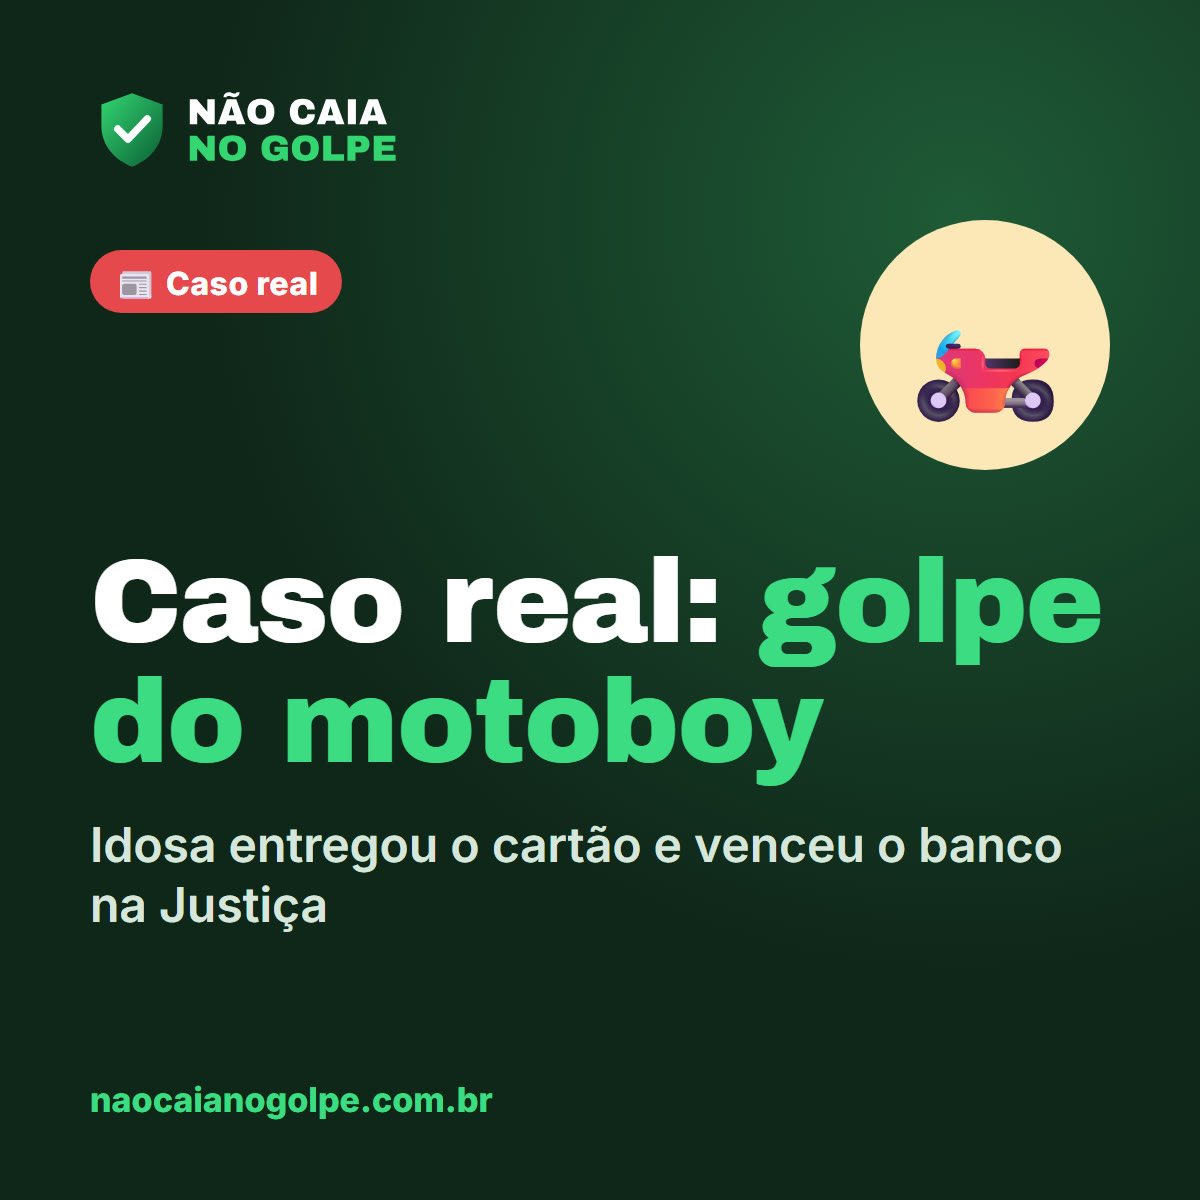 NÃO CAIA
NO GOLPE
Caso real
Caso real: golpe
do motoboy
Idosa entregou o cartão e venceu o banco
na Justiça
naocaianogolpe.com.br